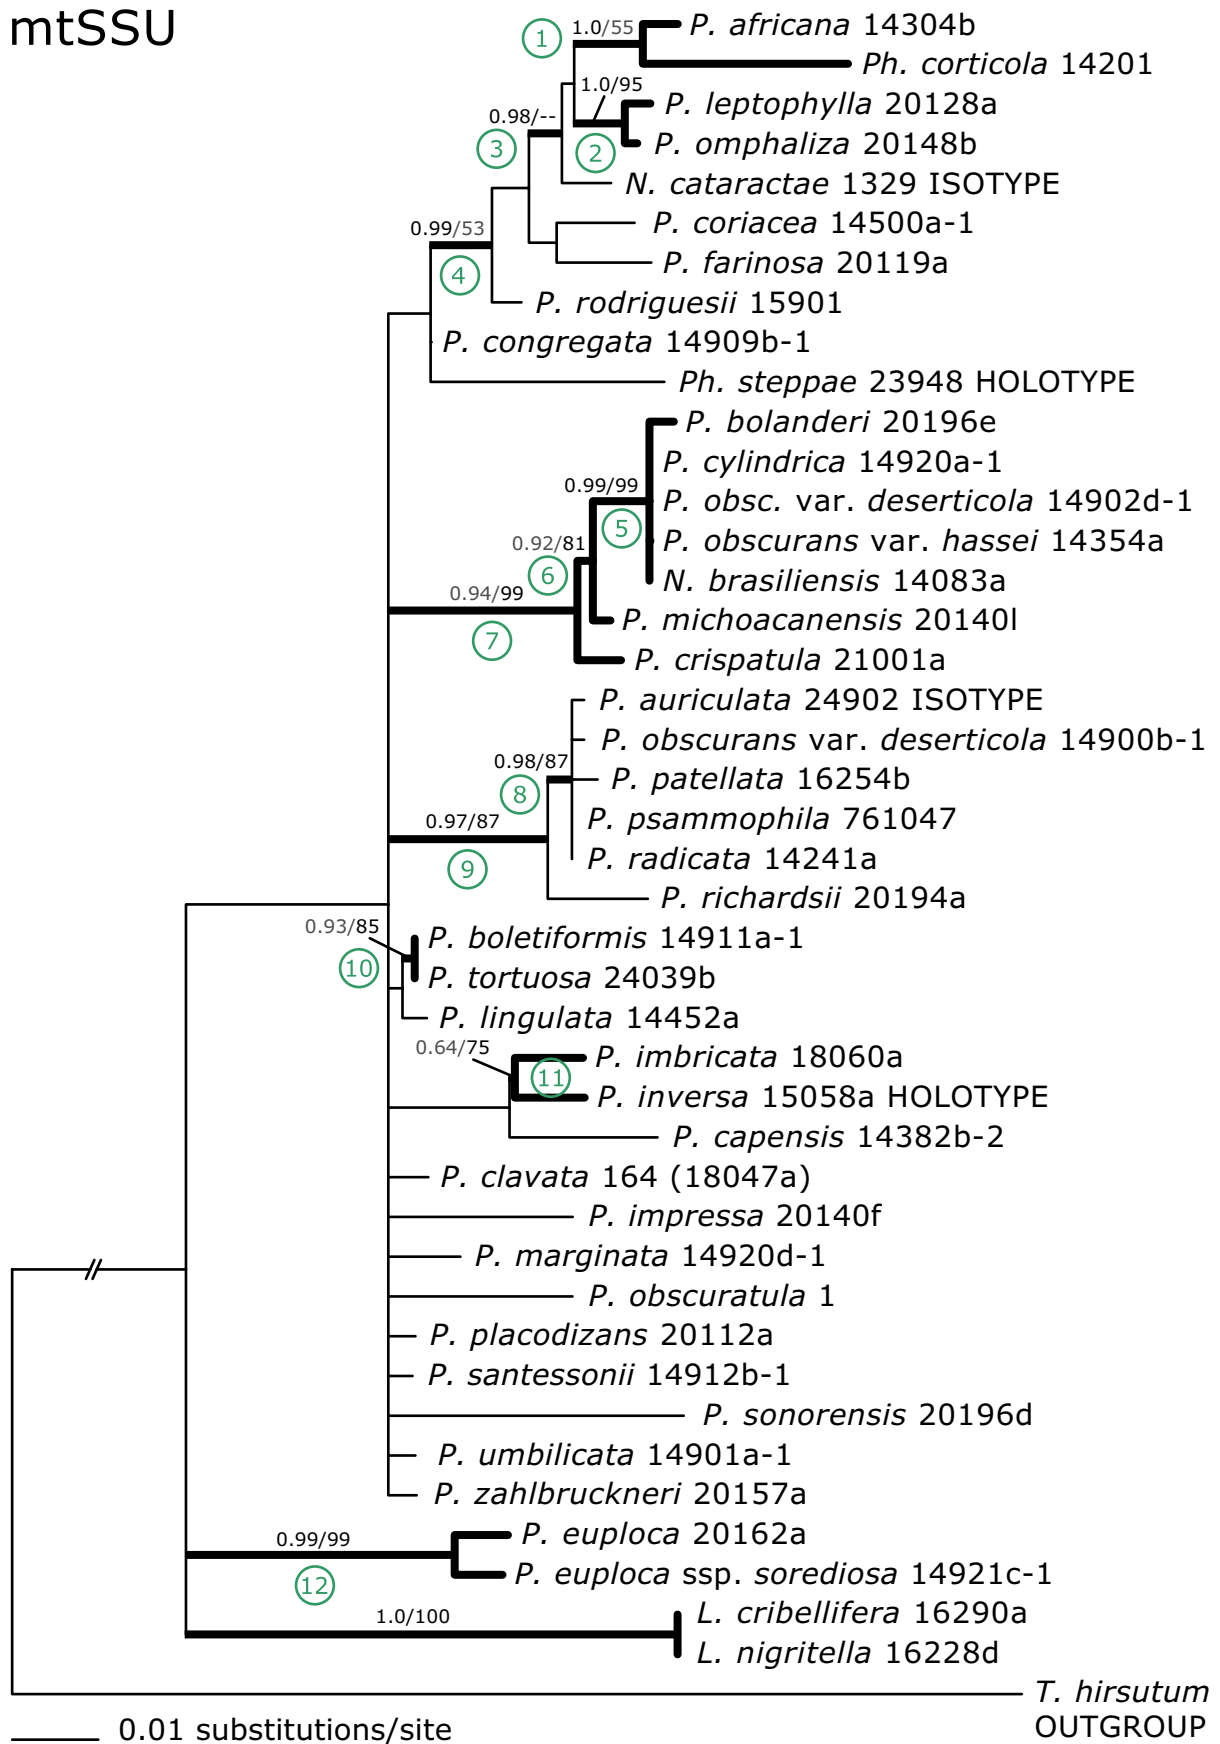 mtSSU
1
1.0/55
P. africana 14304b
Ph. corticola 14201
1.0/95
P. leptophylla 20128a
0.98/--
3
2
P. omphaliza 20148b
N. cataractae 1329 ISOTYPE
0.99/53
4
P. coriacea 14500a-1
P. farinosa 20119a
P. rodriguesii 15901
P. congregata 14909b-1
Ph. steppae 23948 HOLOTYPE
P. bolanderi 20196e
P. cylindrica 14920a-1
0.99/99
5
P. obsc. var. deserticola 14902d-1
0.92/81
6
P. obscurans var. hassei 14354a
N. brasiliensis 14083a
0.94/99
7
P. michoacanensis 20140l
P. crispatula 21001a
P. auriculata 24902 ISOTYPE
P. obscurans var. deserticola 14900b-1
0.98/87
8
P. patellata 16254b
0.97/87
9
P. psammophila 761047
P. radicata 14241a
P. richardsii 20194a
0.93/85
10
P. boletiformis 14911a-1
P. tortuosa 24039b
P. lingulata 14452a
0.64/75
11
P. imbricata 18060a
P. inversa 15058a HOLOTYPE
P. capensis 14382b-2
P. clavata 164 (18047a)
P. impressa 20140f
P. marginata 14920d-1
P. obscuratula 1
P. placodizans 20112a
P. santessonii 14912b-1
P. sonorensis 20196d
P. umbilicata 14901a-1
P. zahlbruckneri 20157a
0.99/99
12
P. euploca 20162a
P. euploca ssp. sorediosa 14921c-1
1.0/100
L. cribellifera 16290a
L. nigritella 16228d
T. hirsutum
OUTGROUP
0.01 substitutions/site